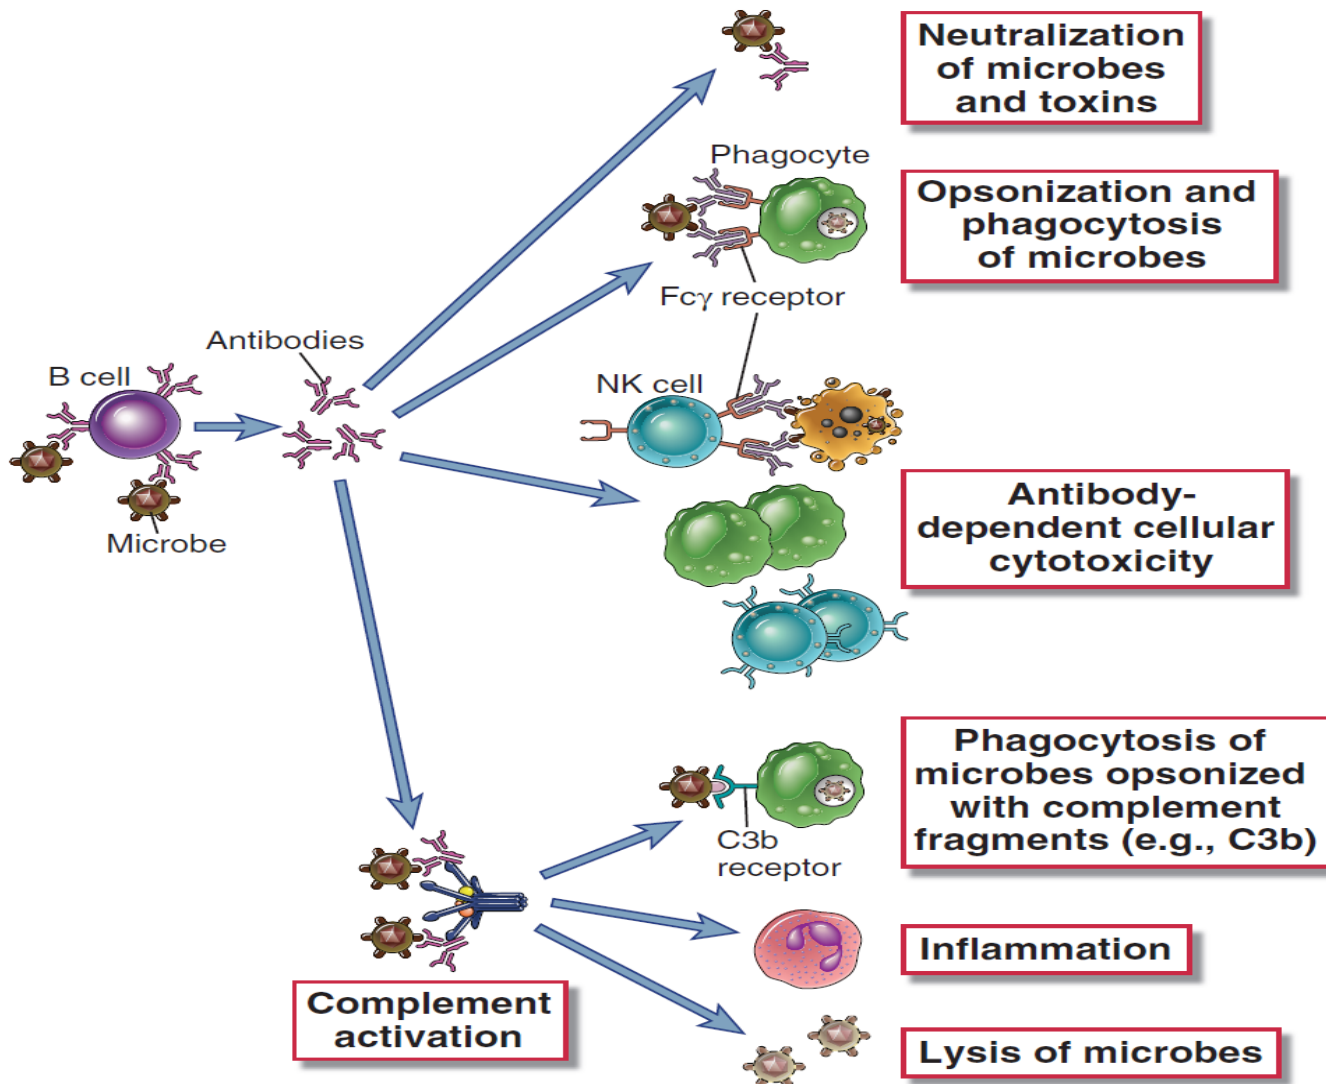 Neutralization
of microbes
and toxins
Phagocyte
Opsonization and
phagocytosis
of microbes
Fcγ receptor
Antibodies
B cell
NK cell
Microbe
Antibody-
dependent cellular
cytotoxicity
Phagocytosis of
microbes opsonized
with complement
fragments (e.g., C3b)
C3b
receptor
Inflammation
Complement
activation
Lysis of microbes